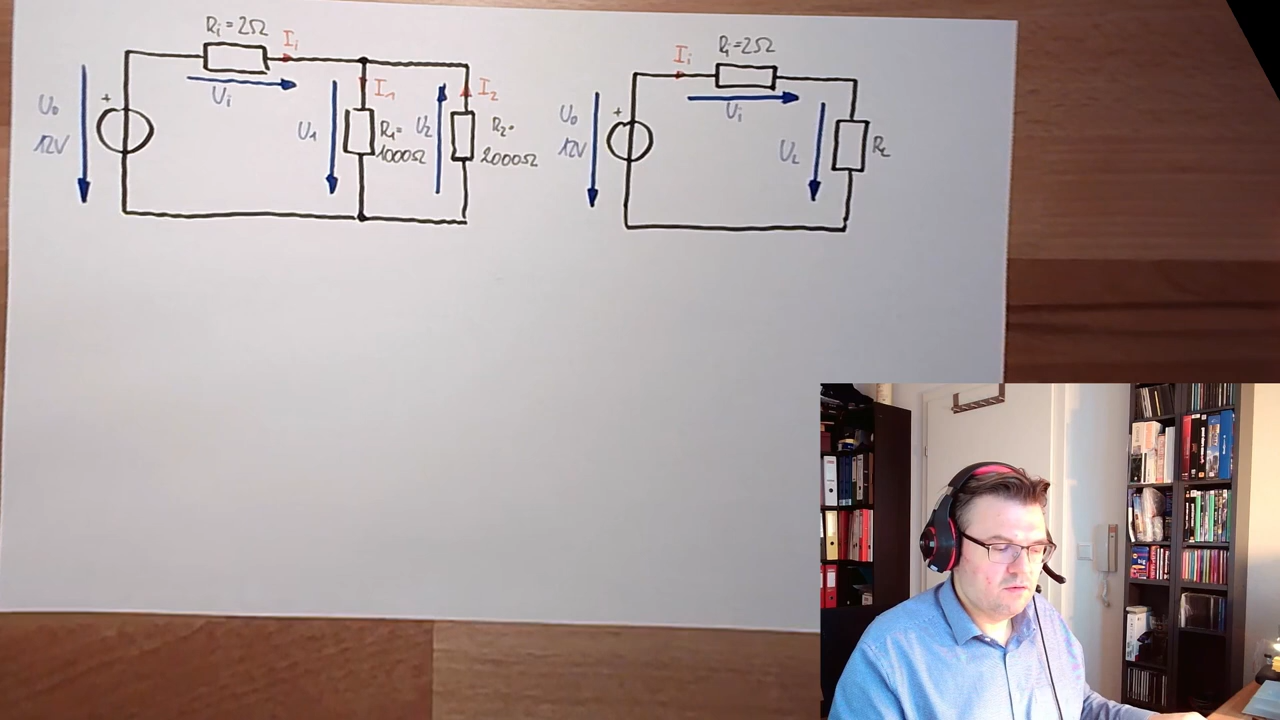 Ri=2Ω
Ii
U0
12V
+
Ui
U1
I1
R1=
1000Ω
U2
I2
R2=
2000Ω
Ri=2Ω
Ii
U0
12V
+
Ui
UL
RL